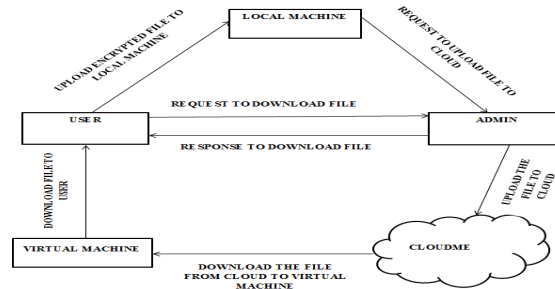 LOCAL MACHINE
UPLOAD ENCRYPTED FILE TO
LOCAL MACHINE
REQUEST TO UPLOAD FILE TO
CLOUD
REQUEST TO DOWNLOAD FILE
USER
ADMIN
RESPONSE TO DOWNLOAD FILE
DOWNLOAD FILE TO
USER
UPLOAD THE
FILE TO
CLOUD
VIRTUAL MACHINE
CLOUDME
DOWNLOAD THE FILE
FROM CLOUD TO VIRTUAL
MACHINE